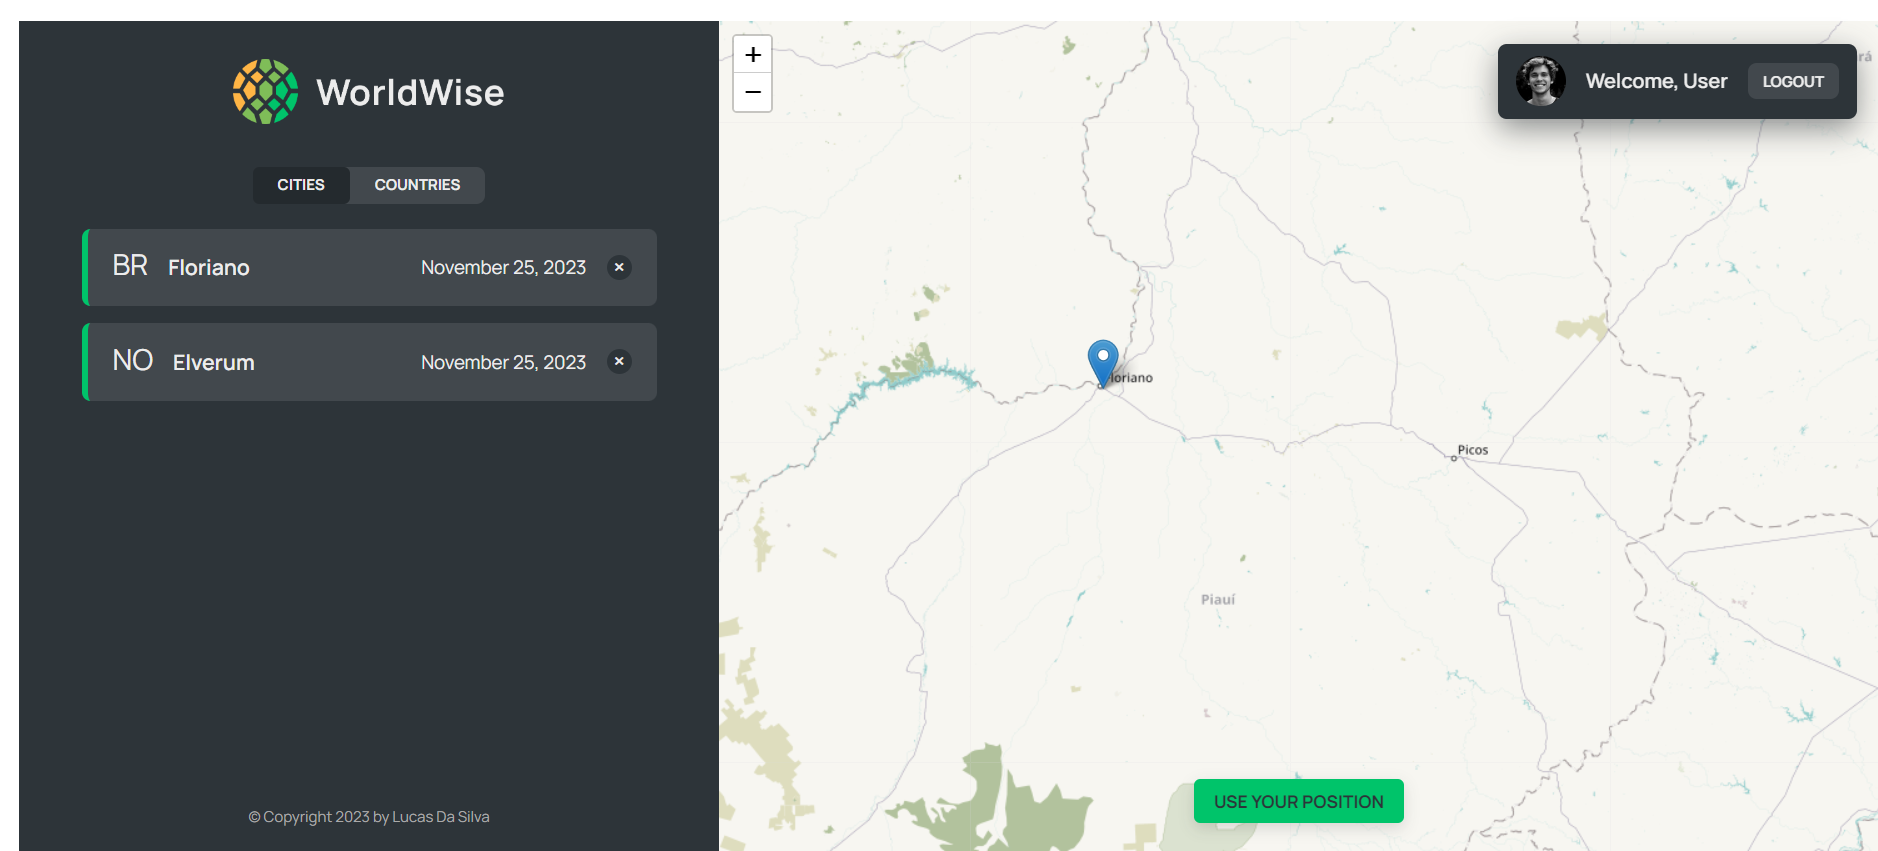 WorldWise
CITIES
COUNTRIES
BR Floriano November 25, 2023 ×
NO Elverum November 25, 2023 ×
© Copyright 2023 by Lucas Da Silva
+
−
Welcome, User
LOGOUT
rá
loriano
Picos
Piauí
USE YOUR POSITION